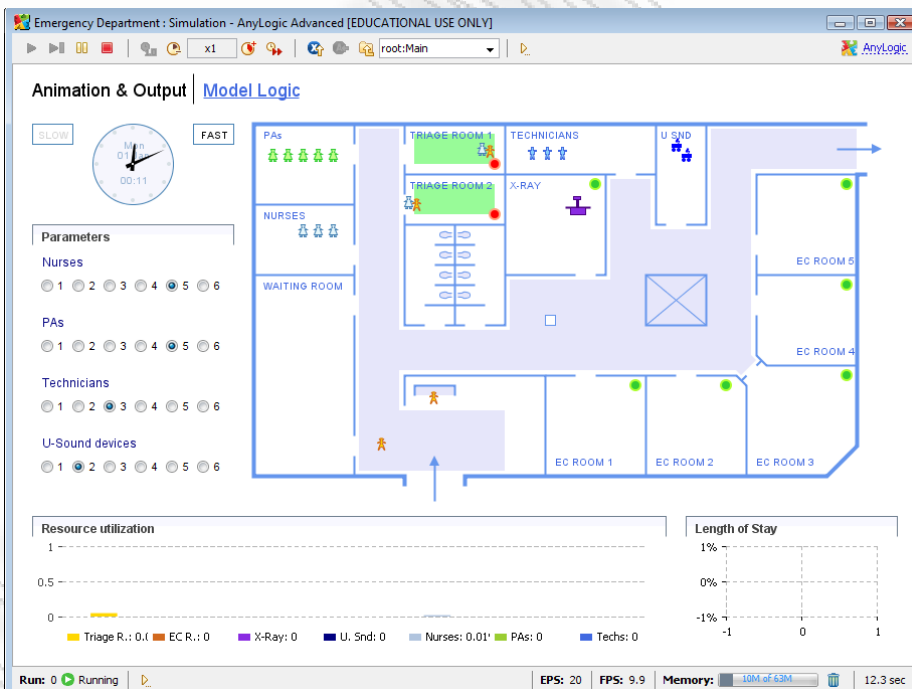 Emergency Department : Simulation - AnyLogic Advanced [EDUCATIONAL USE ONLY]
x1 root:Main AnyLogic
Animation & Output Model Logic
SLOW FAST
Mon
00:11
PAs TRIAGE ROOM 1 TECHNICIANS U SND
TRIAGE ROOM 2 X-RAY
NURSES
EC ROOM 5
WAITING ROOM
EC ROOM 4
EC ROOM 1 EC ROOM 2 EC ROOM 3
Parameters
Nurses
1 2 3 4 5 6
PAs
1 2 3 4 5 6
Technicians
1 2 3 4 5 6
U-Sound devices
1 2 3 4 5 6
Resource utilization
1
0.5
0
Triage R.: 0.( EC R.: 0 X-Ray: 0 U. Snd: 0 Nurses: 0.01 PAs: 0 Techs: 0
Length of Stay
1%
0%
-1%
-1 0 1
Run: 0 Running EPS: 20 FPS: 9.9 Memory: 10M of 63M 12.3 sec